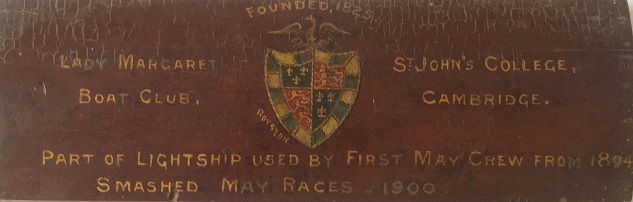 FOUNDED, 1825.
LADY MARGARET
BOAT CLUB.
ST JOHN'S COLLEGE,
CAMBRIDGE.
PART OF LIGHTSHIP USED BY FIRST MAY CREW FROM 1894
SMASHED MAY RACES - 1900